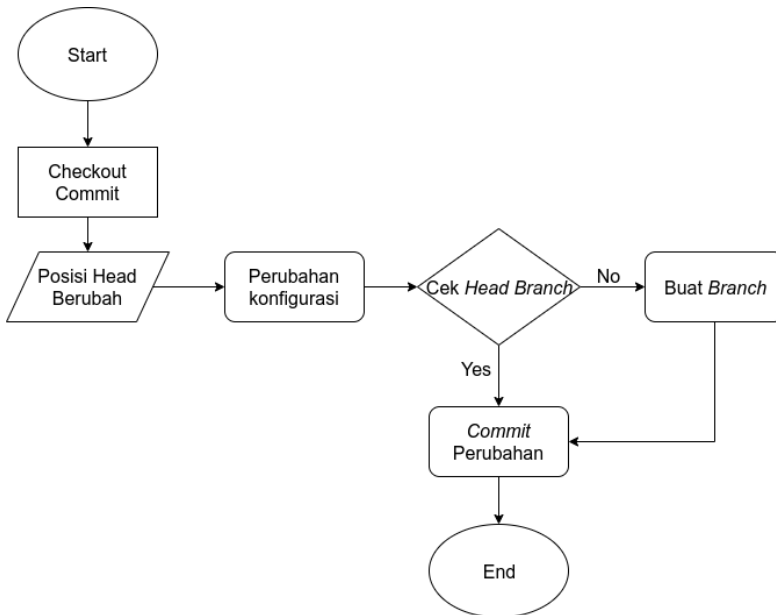 Start
Checkout
Commit
Posisi Head
Berubah
Perubahan
konfigurasi
Cek Head Branch
No
Buat Branch
Yes
Commit
Perubahan
End